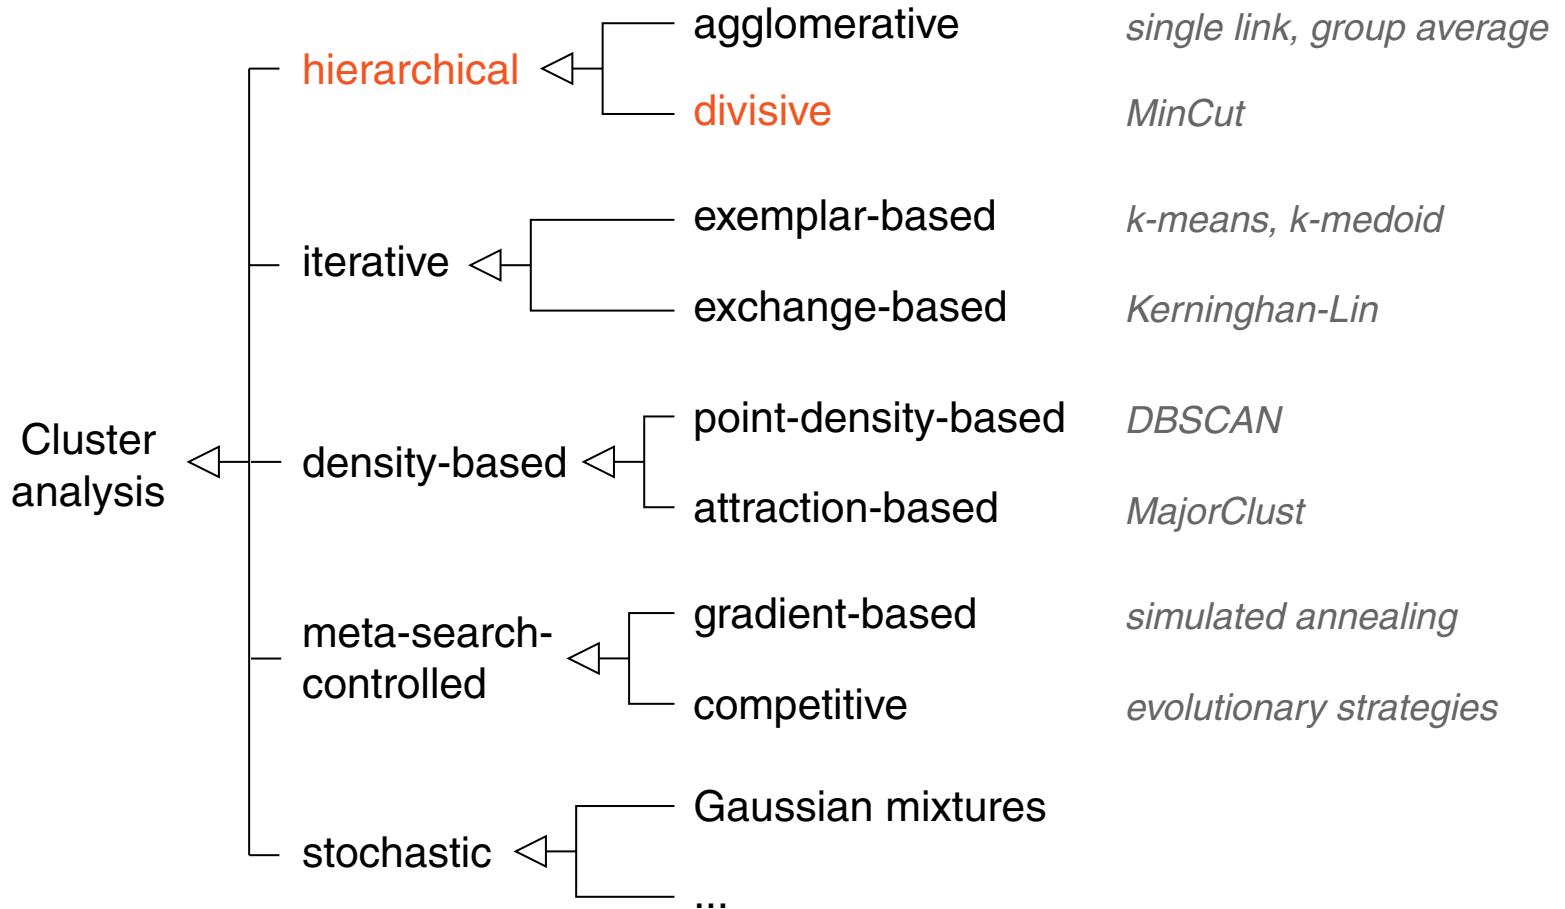 Cluster
analysis
hierarchical
agglomerative single link, group average
divisive MinCut
iterative
exemplar-based k-means, k-medoid
exchange-based Kerninghan-Lin
density-based
point-density-based DBSCAN
attraction-based MajorClust
meta-search-
controlled
gradient-based simulated annealing
competitive evolutionary strategies
stochastic
Gaussian mixtures
...